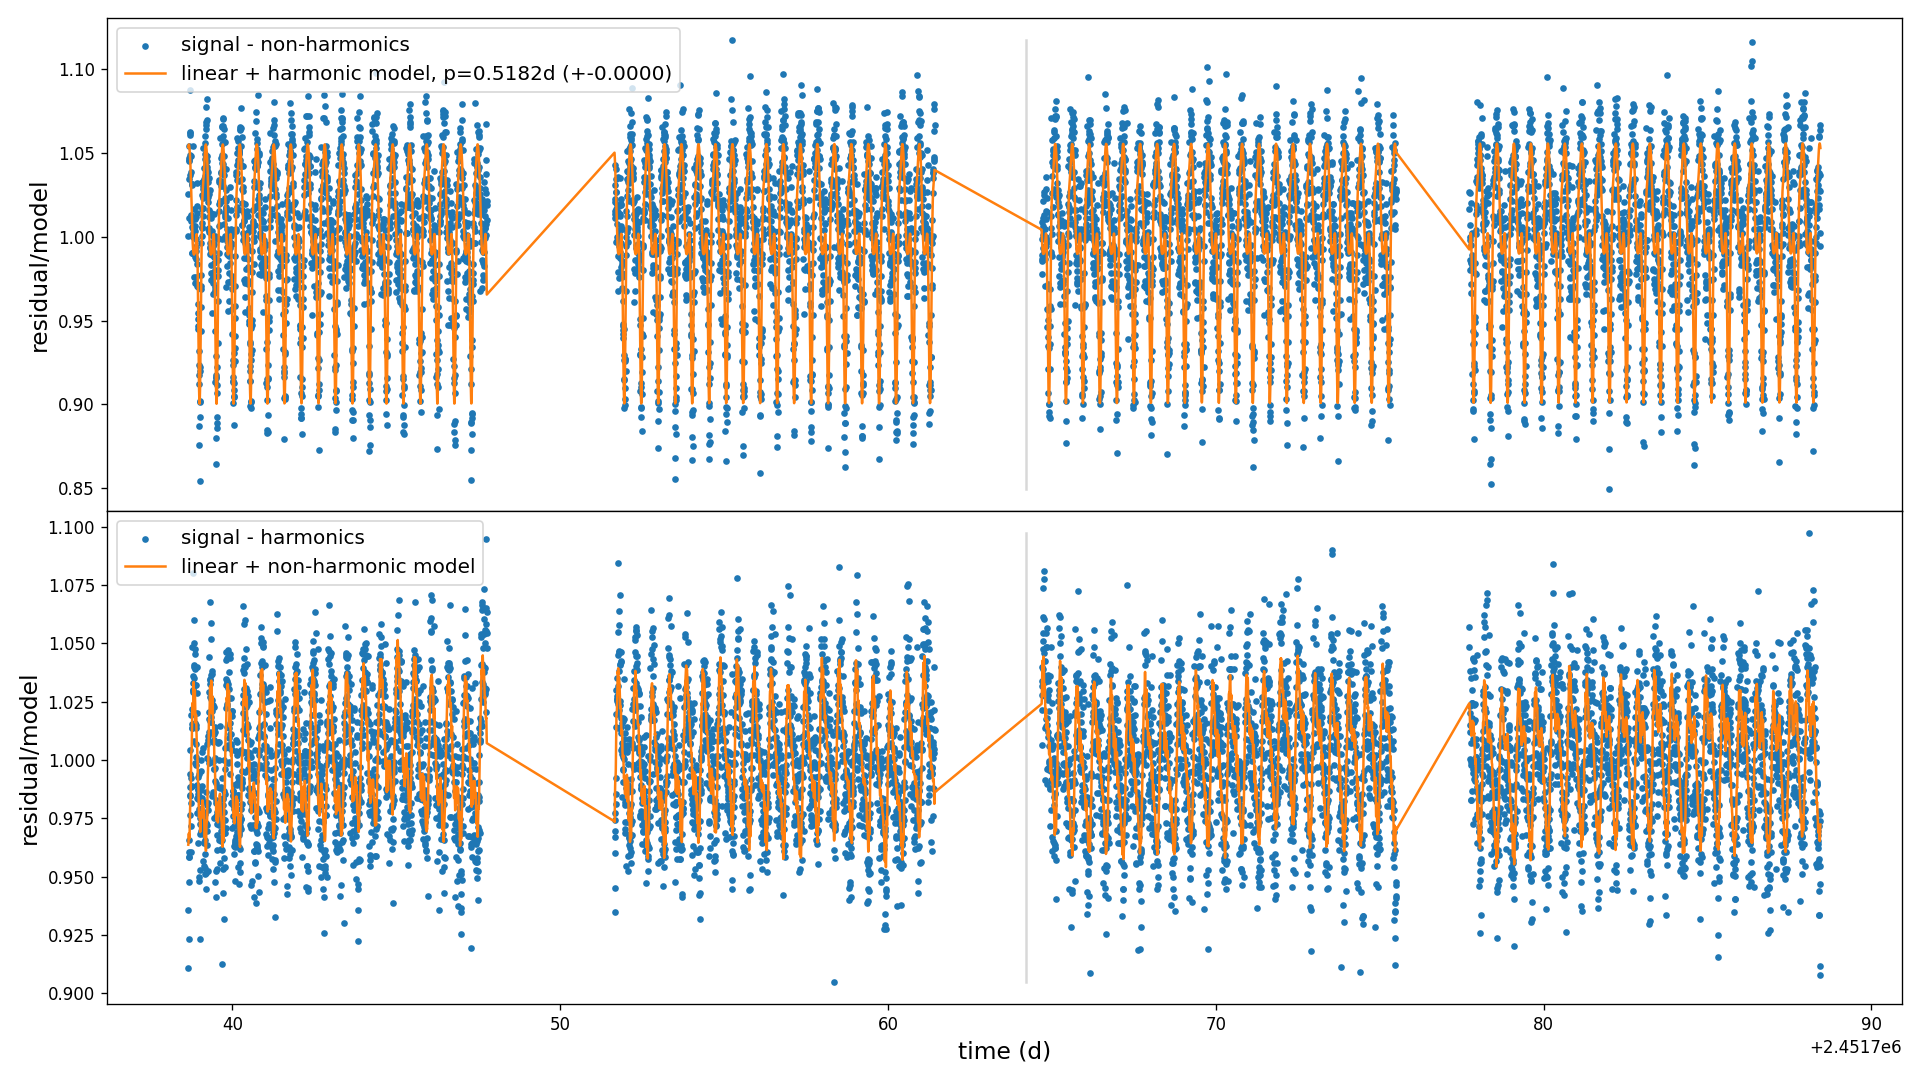 signal - non-harmonics
linear + harmonic model, p=0.5182d (+-0.0000)
1.10
1.05
1.00
0.95
0.90
0.85
residual/model
signal - harmonics
linear + non-harmonic model
1.100
1.075
1.050
1.025
1.000
0.975
0.950
0.925
0.900
residual/model
40 50 60 70 80 90
time (d)
+2.4517e6